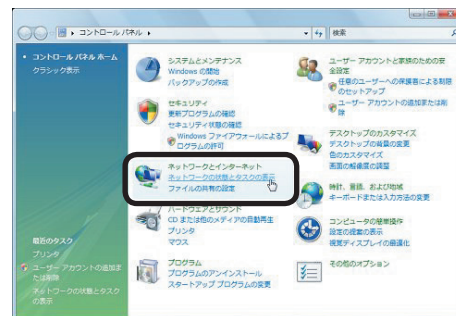 コントロール パネル
検索
コントロール パネル ホーム
クラシック表示
システムとメンテナンス
Windows の開始
バックアップの作成
セキュリティ
更新プログラムの確認
セキュリティ状態の確認
Windows ファイアウォールによるプ
ログラムの許可
ネットワークとインターネット
ネットワークの状態とタスクの表示
ファイルの共有の設定
ハードウェアとサウンド
CD または他のメディアの自動再生
プリンタ
マウス
プログラム
プログラムのアンインストール
スタートアップ プログラムの変更
ユーザー アカウントと家族のための安
全設定
任意のユーザーへの保護者による制限
のセットアップ
ユーザー アカウントの追加または削
除
デスクトップのカスタマイズ
デスクトップの背景の変更
色のカスタマイズ
画面の解像度の調整
時計、言語、および地域
キーボードまたは入力方法の変更
コンピュータの簡単操作
設定の提案の表示
視覚ディスプレイの最適化
その他のオプション
最近のタスク
プリンタ
ユーザー アカウントの追加ま
たは削除
ネットワークの状態とタスク
の表示